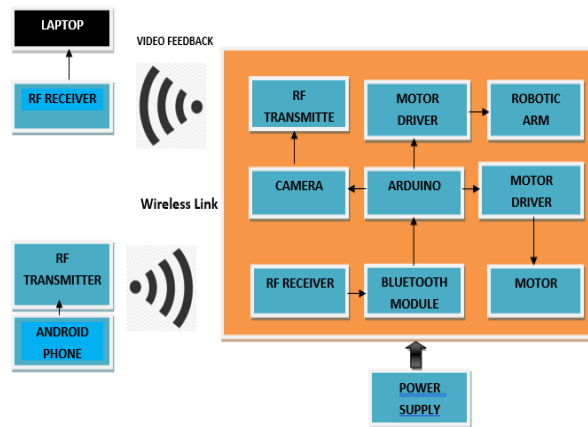 LAPTOP
VIDEO FEEDBACK
RF RECEIVER
RF
TRANSMITTE
MOTOR
DRIVER
ROBOTIC
ARM
CAMERA
ARDUINO
MOTOR
DRIVER
Wireless Link
RF
TRANSMITTER
RF RECEIVER
BLUETOOTH
MODULE
MOTOR
ANDROID
PHONE
POWER
SUPPLY